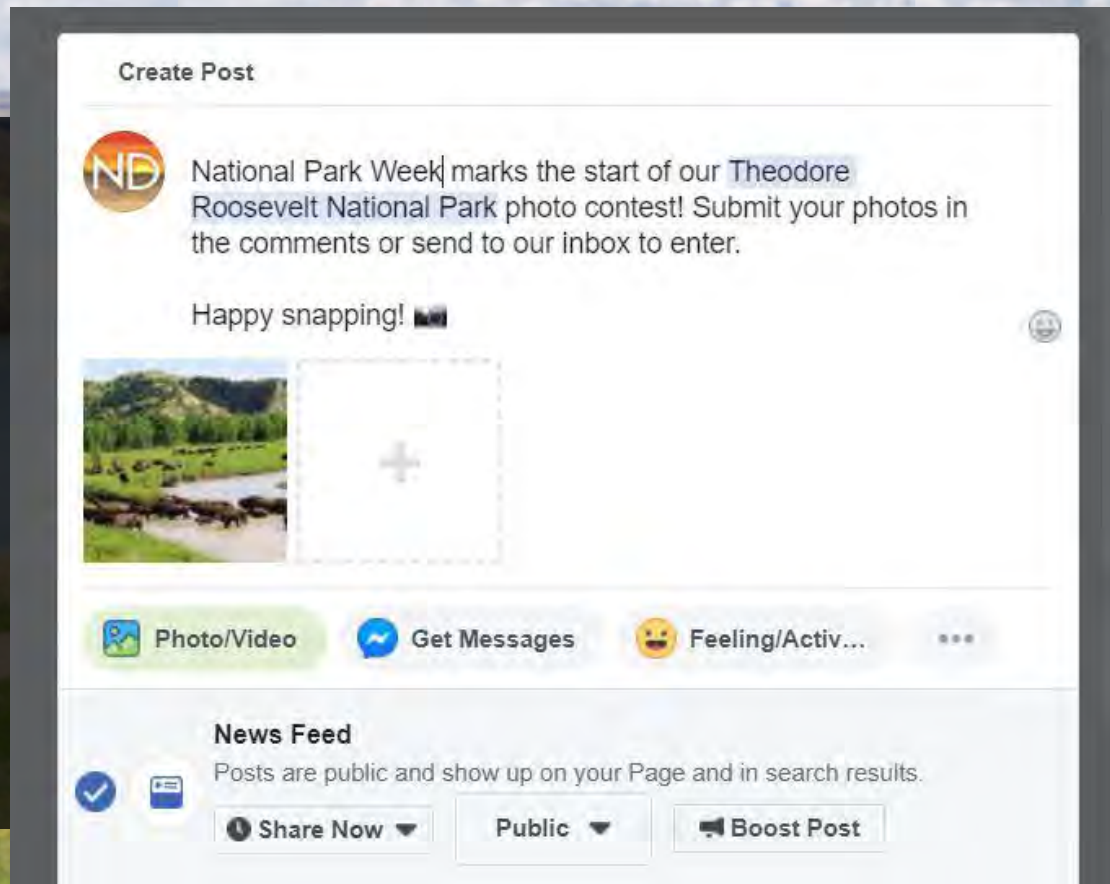 Create Post
ND
National Park Week marks the start of our Theodore
Roosevelt National Park photo contest! Submit your photos in
the comments or send to our inbox to enter.
Happy snapping! 📷
Photo/Video
Get Messages
Feeling/Activ...
News Feed
Posts are public and show up on your Page and in search results.
Share Now
Public
Boost Post